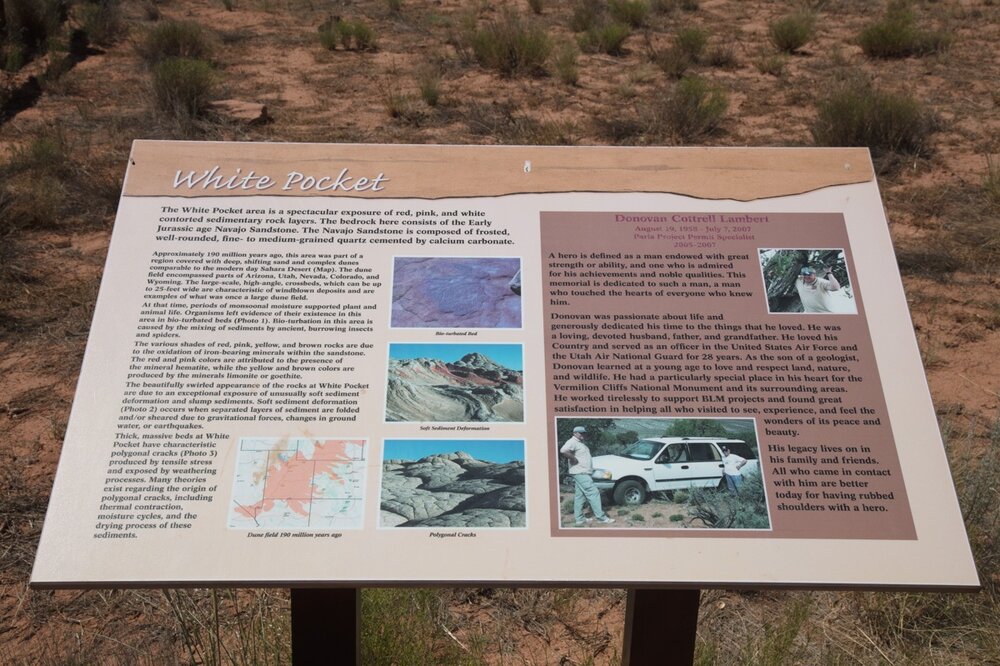 White Pocket
The White Pocket area is a spectacular exposure of red, pink, and white
contorted sedimentary rock layers. The bedrock here consists of the Early
Jurassic age Navajo Sandstone. The Navajo Sandstone is composed of frosted,
well-rounded, fine- to medium-grained quartz cemented by calcium carbonate.
Approximately 190 million years ago, this area was part of a
region covered with deep, shifting sand and complex dunes
comparable to the modern day Sahara Desert (Map). The dune
field encompassed parts of Arizona, Utah, Nevada, Colorado, and
Wyoming. The large-scale, high-angle, crossbeds, which can be up
to 25-feet wide are characteristic of windblown deposits and are
examples of what was once a large dune field.
At that time, periods of monsoonal moisture supported plant and
animal life. Organisms left evidence of their existence in this
area in bio-turbated beds (Photo 1). Bio-turbation in this area is
caused by the mixing of sediments by ancient, burrowing insects
and spiders.
The various shades of red, pink, yellow, and brown rocks are due
to the oxidation of iron-bearing minerals within the sandstone.
The red and pink colors are attributed to the presence of
the mineral hematite, while the yellow and brown colors are
produced by the minerals limonite or goethite.
The beautifully swirled appearance of the rocks at White Pocket
are due to an exceptional exposure of unusually soft sediment
deformation and slump sediments. Soft sediment deformation
(Photo 2) occurs when separated layers of sediment are folded
and/or sheared due to gravitational forces, changes in ground
water, or earthquakes.
Thick, massive beds at White
Pocket have characteristic
polygonal cracks (Photo 3)
produced by tensile stress
and exposed by weathering
processes. Many theories
exist regarding the origin of
polygonal cracks, including
thermal contraction,
moisture cycles, and the
drying process of these
sediments.
Dune field 190 million years ago
Bio-turbated Bed
Soft Sediment Deformation
Polygonal Cracks
Donovan Cottrell Lambert
August 19, 1938 - July 7, 2007
Paria Project Permit Specialist
2005-2007
A hero is defined as a man endowed with great
strength or ability, and one who is admired
for his achievements and noble qualities. This
memorial is dedicated to such a man, a man
who touched the hearts of everyone who knew
him.
Donovan was passionate about life and
generously dedicated his time to the things that he loved. He was
a loving, devoted husband, father, and grandfather. He loved his
Country and served as an officer in the United States Air Force and
the Utah Air National Guard for 28 years. As the son of a geologist,
Donovan learned at a young age to love and respect land, nature,
and wildlife. He had a particularly special place in his heart for the
Vermilion Cliffs National Monument and its surrounding areas.
He worked tirelessly to support BLM projects and found great
satisfaction in helping all who visited to see, experience, and feel the
wonders of its peace and
beauty.
His legacy lives on in
his family and friends.
All who came in contact
with him are better
today for having rubbed
shoulders with a hero.